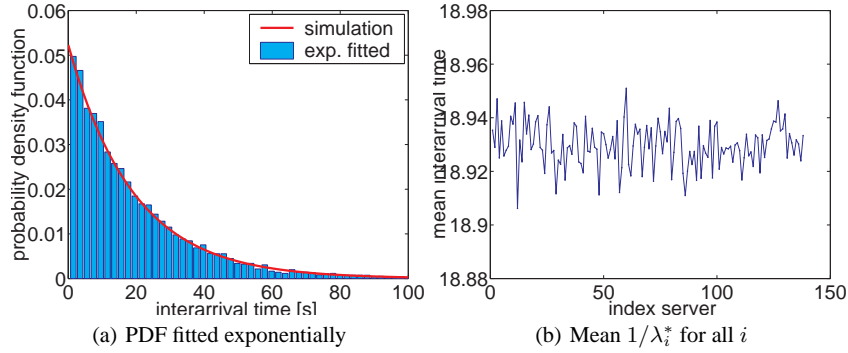 0.06
0.05
0.04
0.03
0.02
0.01
0
probability density function
simulation
exp. fitted
0 20 40 60 80 100
interarrival time [s]
(a) PDF fitted exponentially
18.98
18.96
18.94
18.92
18.9
18.88
mean interarrival time
0 50 100 150
index server
(b) Mean 1/λ*i for all i